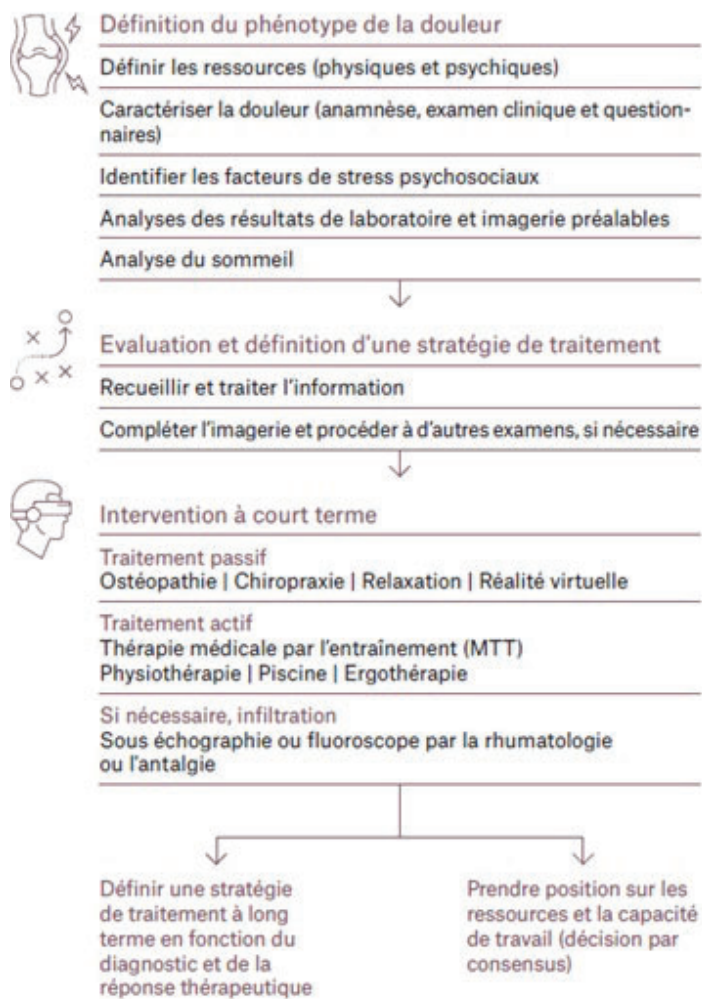 Définition du phénotype de la douleur
Définir les ressources (physiques et psychiques)
Caractériser la douleur (anamnèse, examen clinique et question-
naires)
Identifier les facteurs de stress psychosociaux
Analyses des résultats de laboratoire et imagerie préalables
Analyse du sommeil
Evaluation et définition d'une stratégie de traitement
Recueillir et traiter l'information
Compléter l'imagerie et procéder à d'autres examens, si nécessaire
Intervention à court terme
Traitement passif
Ostéopathie | Chiropraxie | Relaxation | Réalité virtuelle
Traitement actif
Thérapie médicale par l'entraînement (MTT)
Physiothérapie | Piscine | Ergothérapie
Si nécessaire, infiltration
Sous échographie ou fluoroscope par la rhumatologie
ou l'antalgie
Définir une stratégie
de traitement à long
terme en fonction du
diagnostic et de la
réponse thérapeutique
Prendre position sur les
ressources et la capacité
de travail (décision par
consensus)